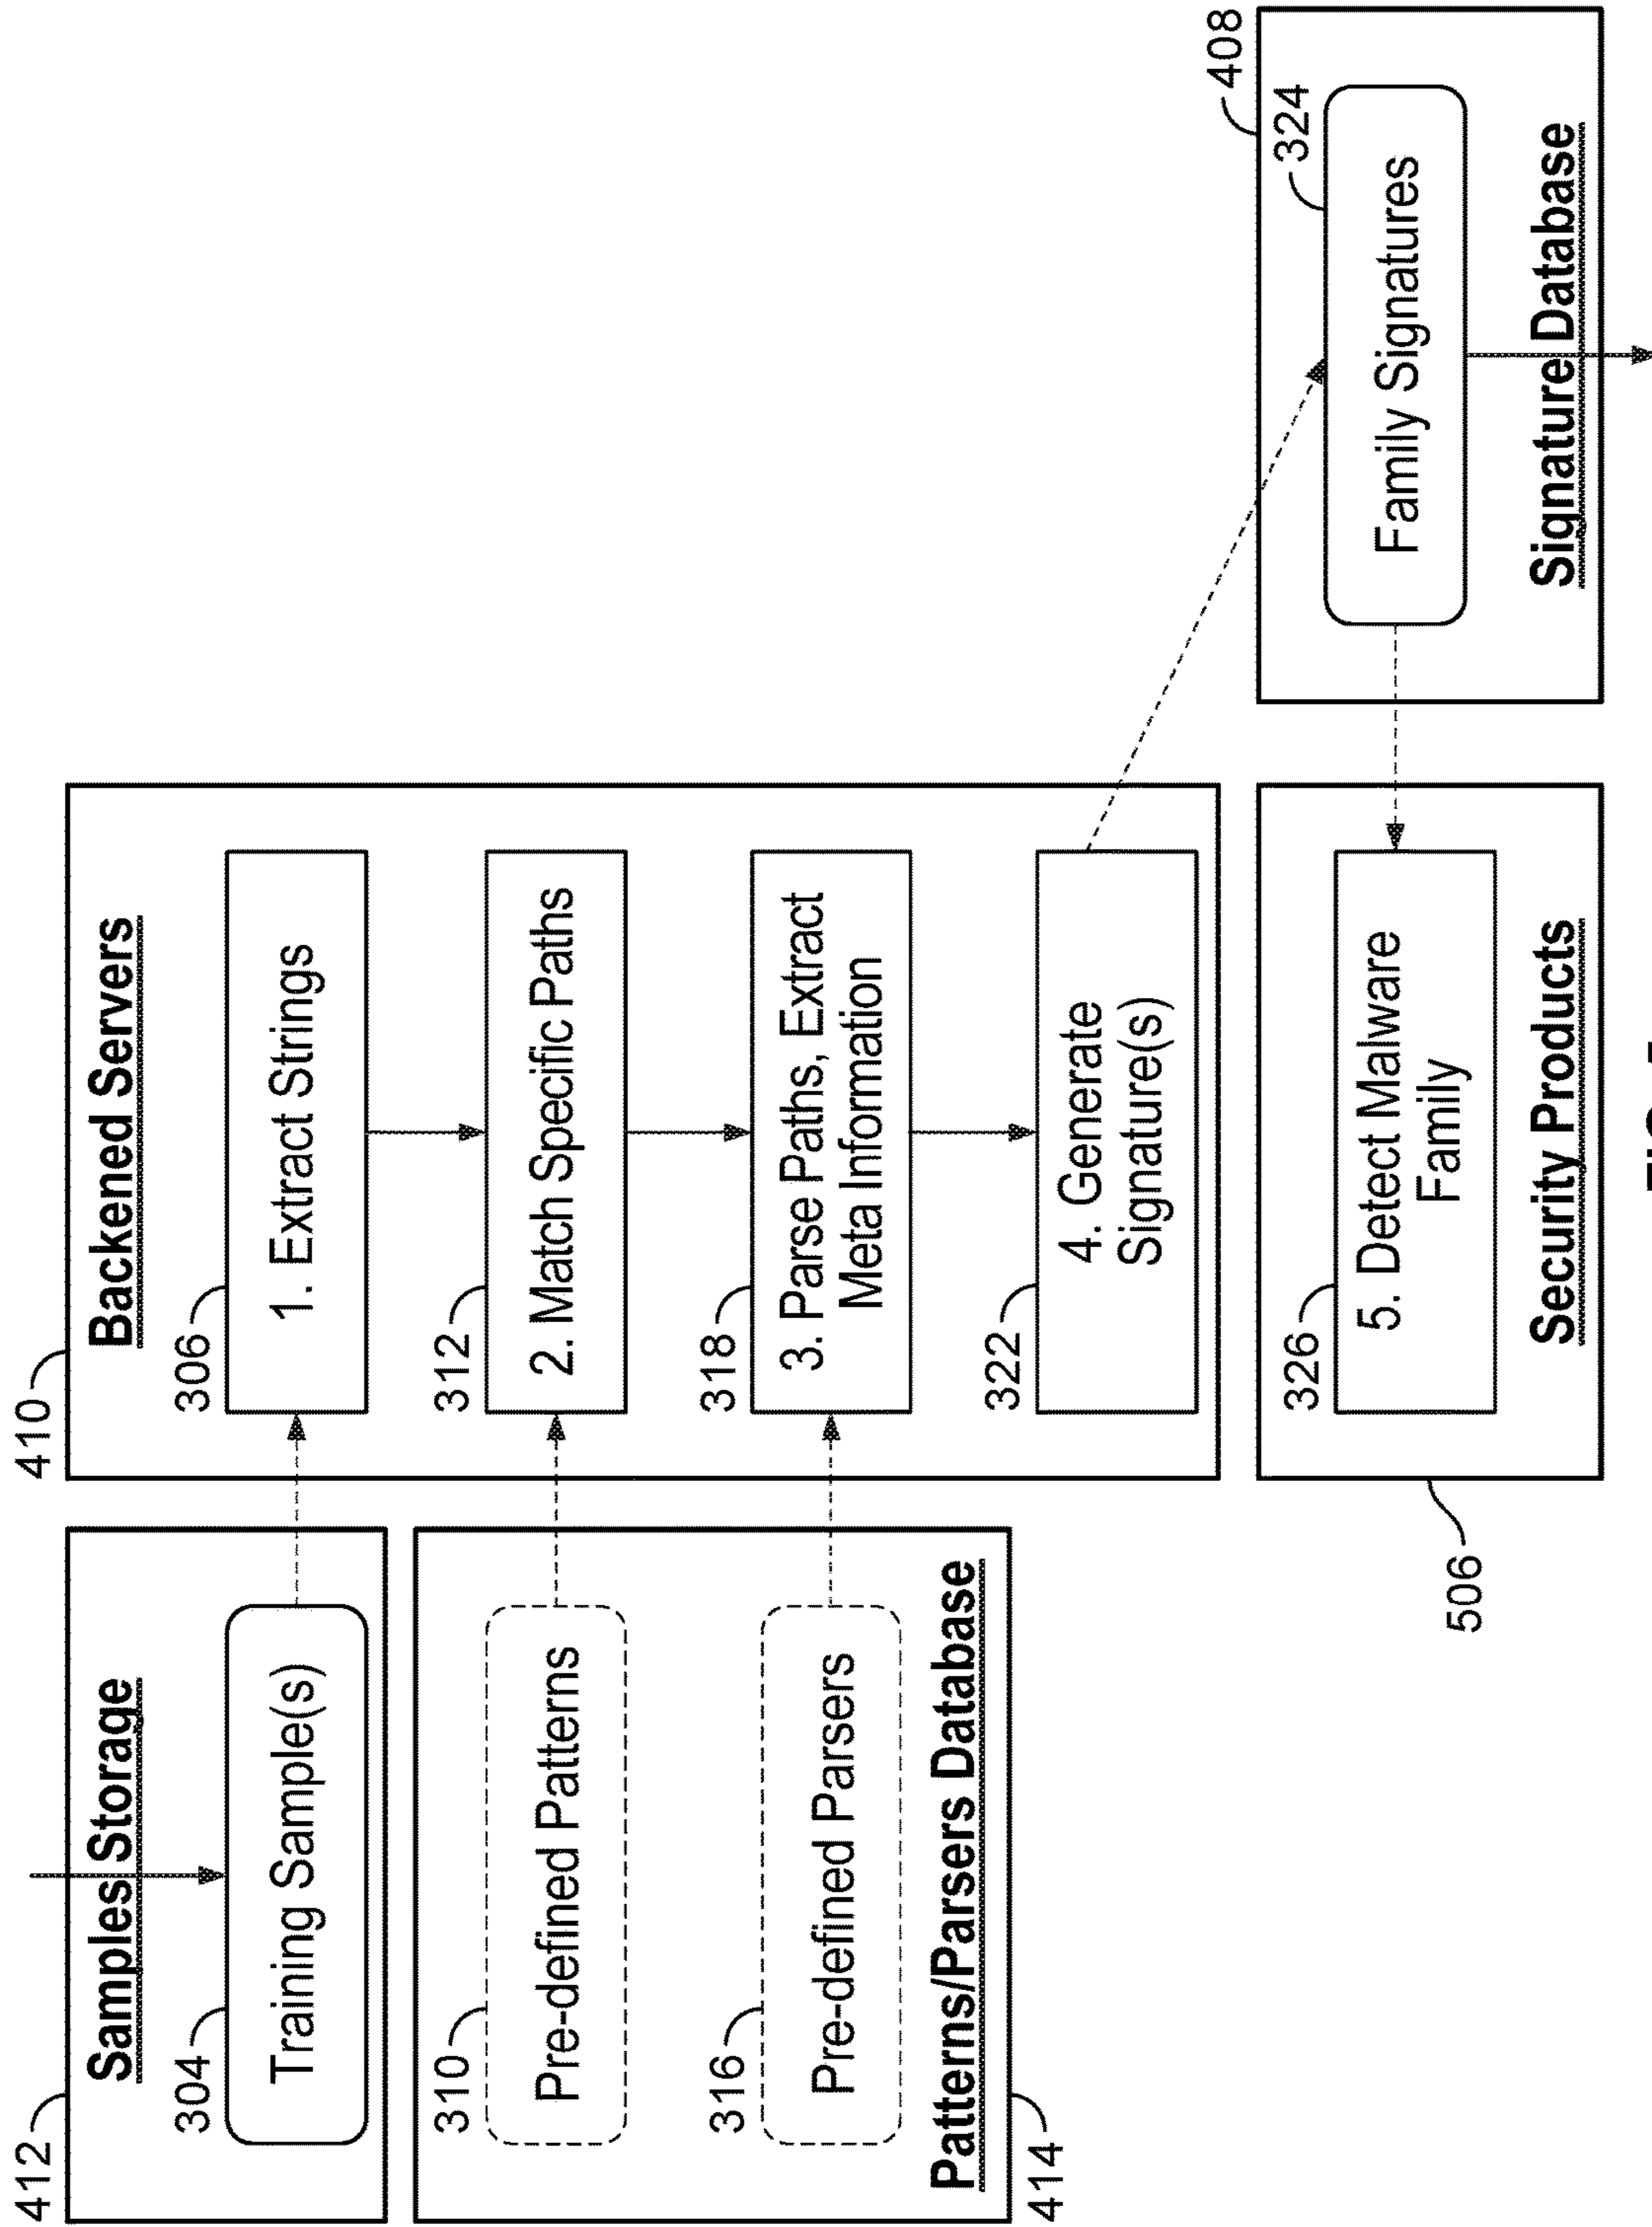 412
Samples Storage
304
Training Sample(s)
310
Pre-defined Patterns
316
Pre-defined Parsers
Patterns/Parsers Database
414
410
Backened Servers
306
1. Extract Strings
312
2. Match Specific Paths
318
3. Parse Paths, Extract
Meta Information
322
4. Generate
Signature(s)
326
5. Detect Malware
Family
Security Products
506
408
324
Family Signatures
Signature Database